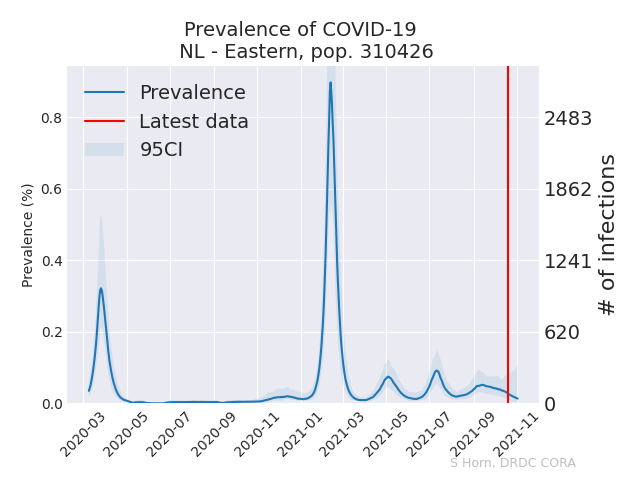 Prevalence of COVID-19
NL - Eastern, pop. 310426
Prevalence
Latest data
95CI
Prevalence (%)
0.8
0.6
0.4
0.2
0.0
2483
1862
1241
620
0
# of infections
2020-03
2020-05
2020-07
2020-09
2020-11
2021-01
2021-03
2021-05
2021-07
2021-09
2021-11
S Horn, DRDC CORA